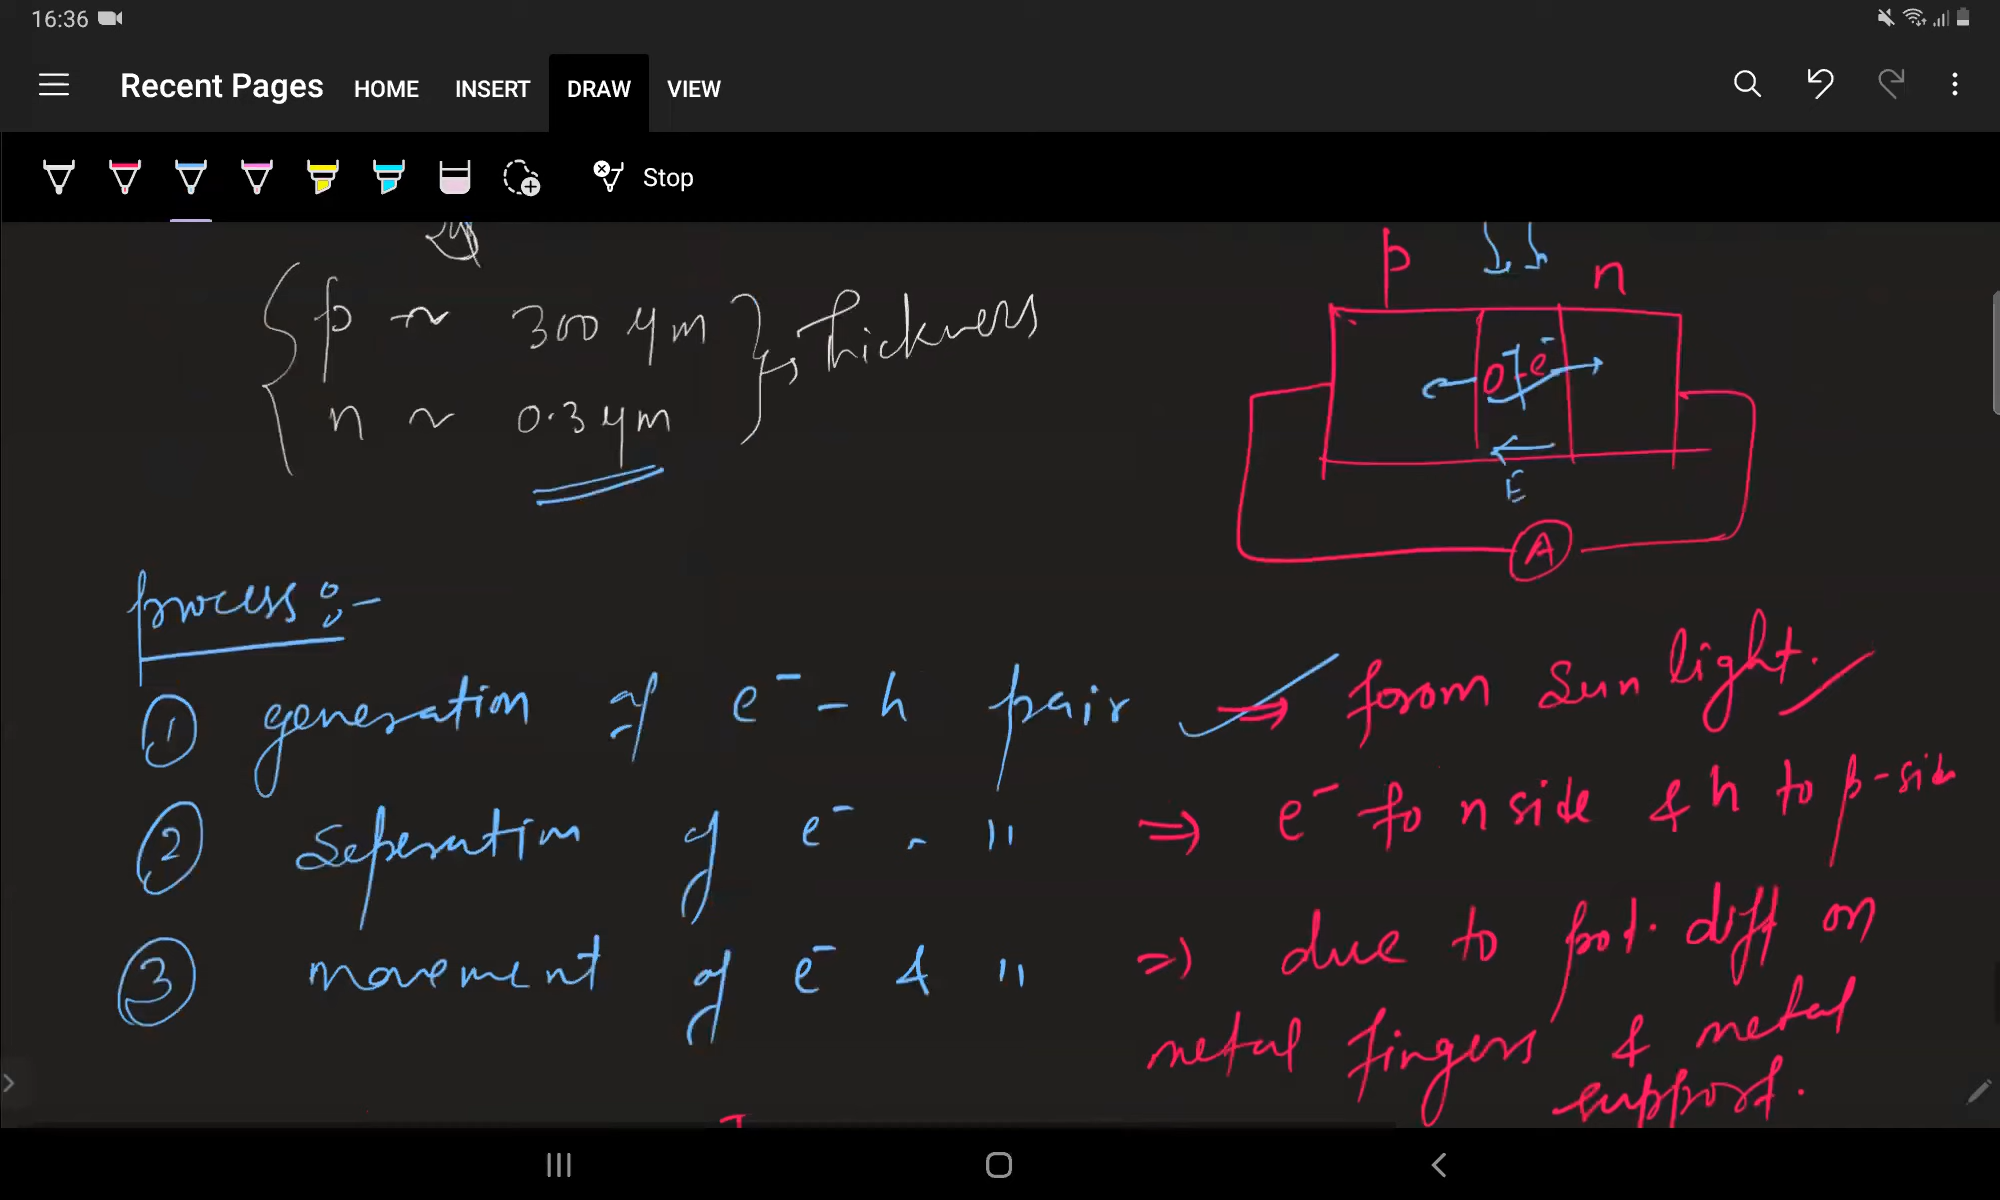 16:36
Recent Pages HOME INSERT DRAW VIEW
Stop
p ~ 300 μm
n ~ 0.3 μm
thickness
p n
o e⁻
E
A
process :-
① generation of e⁻ - h pair ⇒ from Sun light.
② Seperation of e⁻ - " ⇒ e⁻ to n side & h to p-side
③ movement of e⁻ & " ⇒ due to pot. diff on
metal fingers & metal
support.